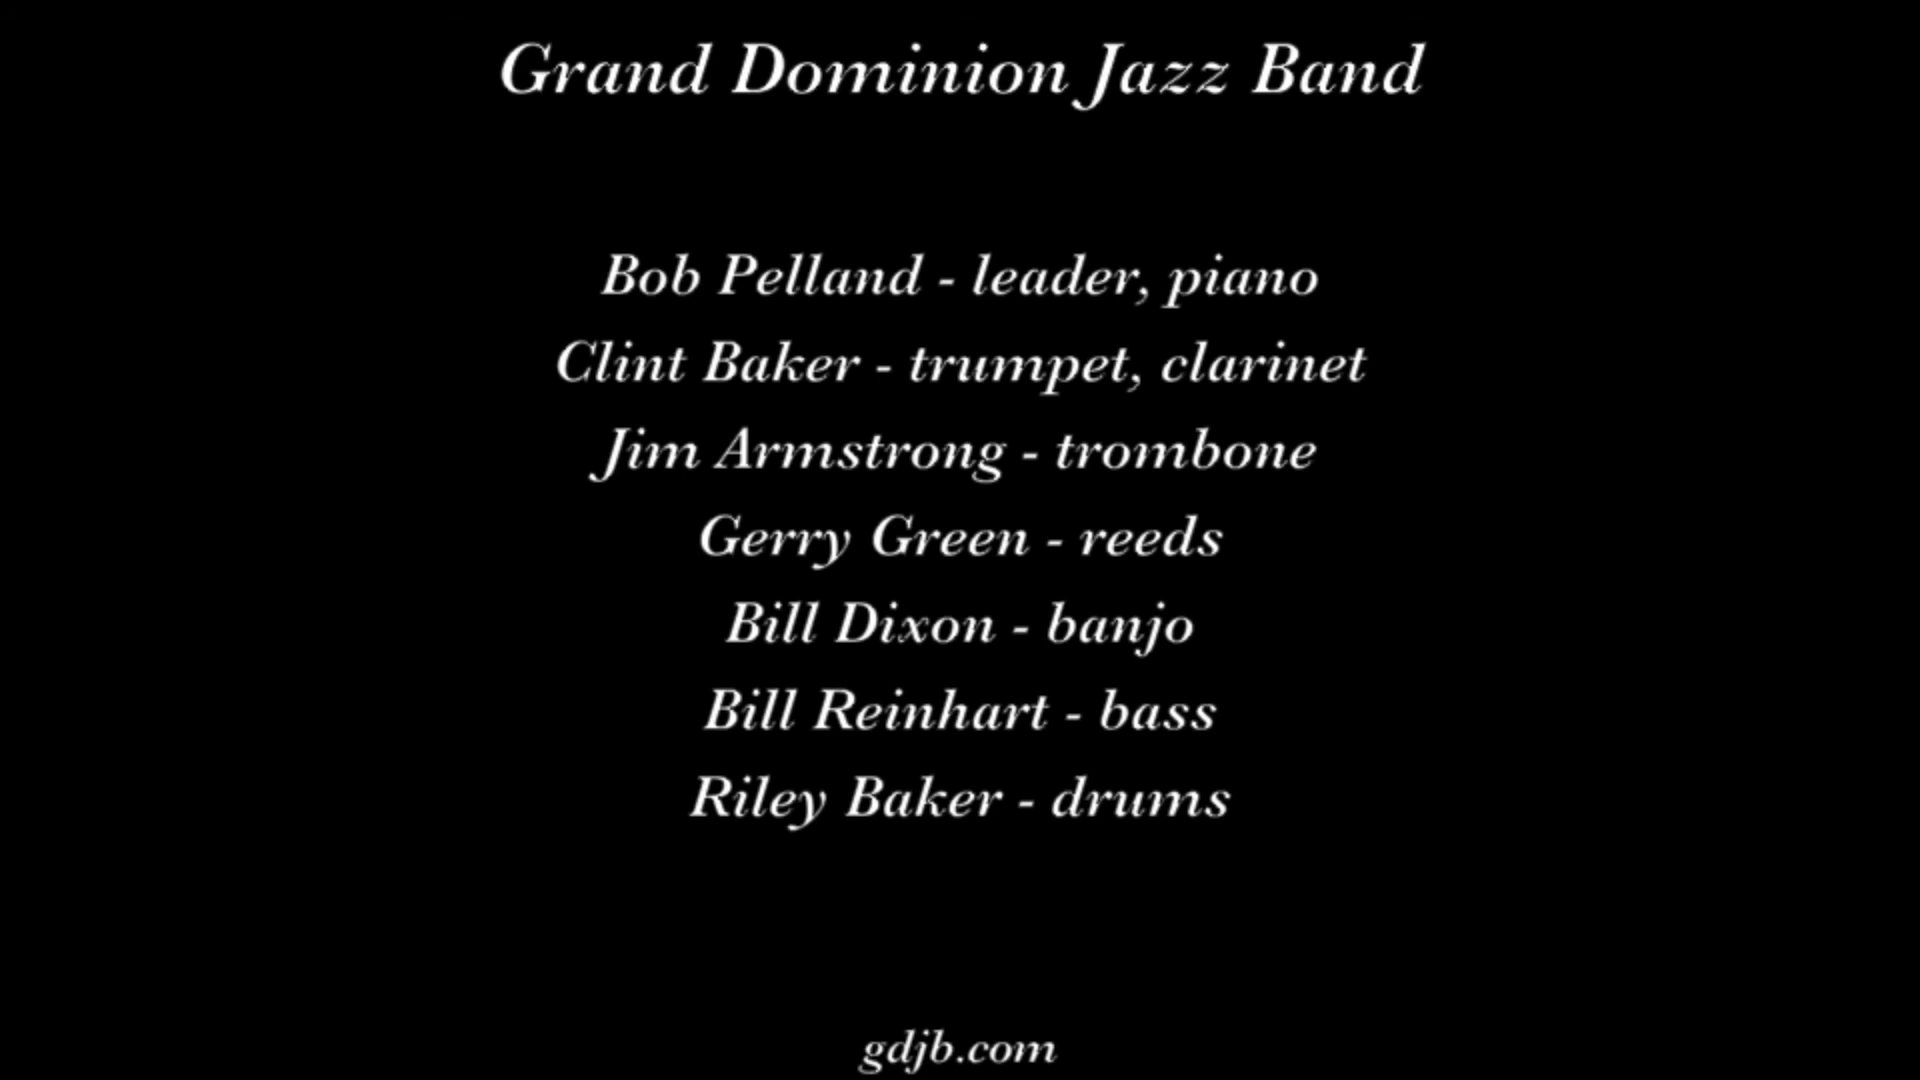 Grand Dominion Jazz Band
Bob Pelland - leader, piano
Clint Baker - trumpet, clarinet
Jim Armstrong - trombone
Gerry Green - reeds
Bill Dixon - banjo
Bill Reinhart - bass
Riley Baker - drums
gdjb.com